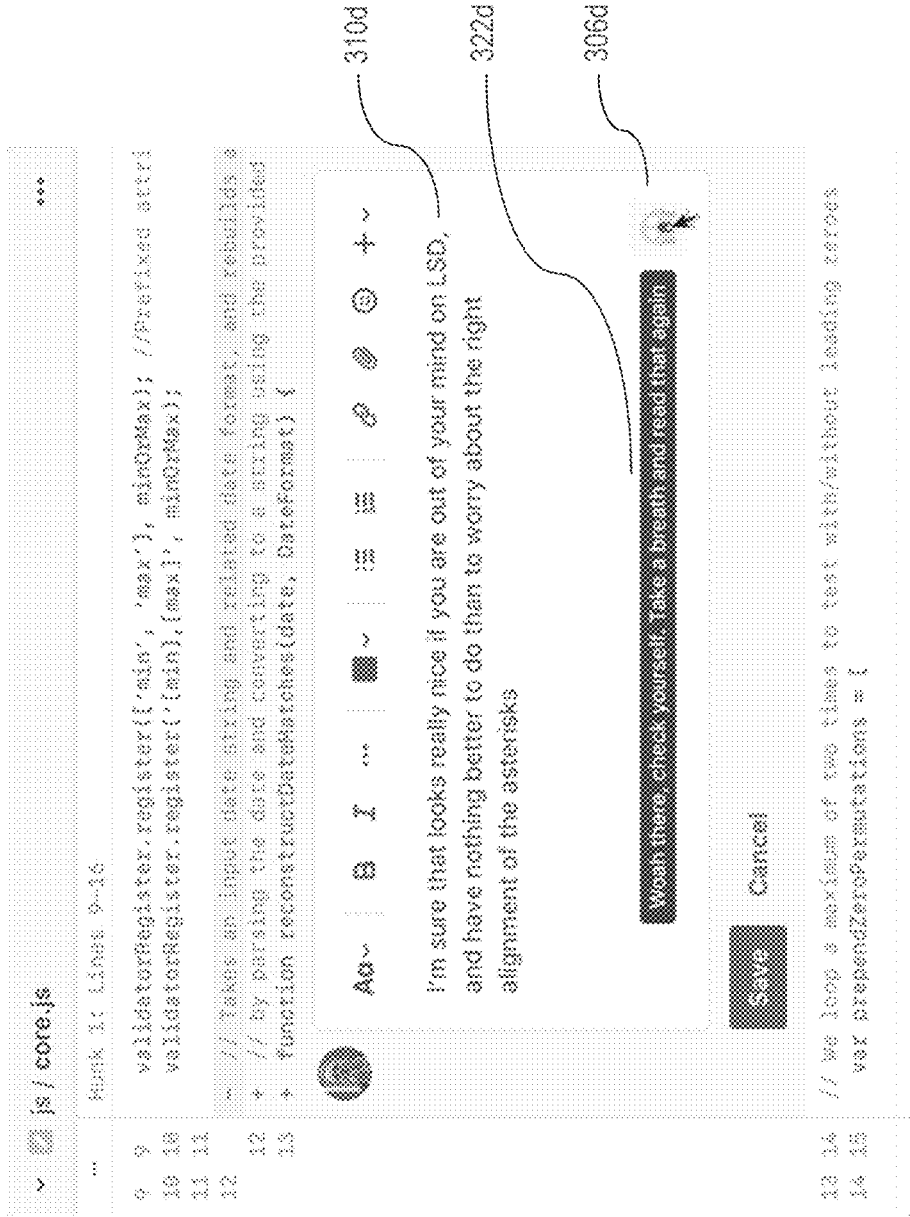 js / core.js
•••
... Hunk 1: Lines 9-16
9 9 validatorRegister.register(['min', 'max'], minOrMax); //Prefixed attri
10 10 validatorRegister.register('[min],[max]', minOrMax);
11 11
12 - // Takes an input date string and related date format, and rebuilds a
12 + // by parsing the date and converting to a string using the provided
13 + function reconstructDateMatches(date, DateFormat) {
Aa B I ... +
I'm sure that looks really nice if you are out of your mind on LSD,
and have nothing better to do than to worry about the right
alignment of the asterisks
Woah there, check yourself. Take a breath and read that again
Save Cancel
13 14 // we loop a maximum of two times to test with/without leading zeroes
14 15 var prependZeroPermutations = [
310d
322d
306d